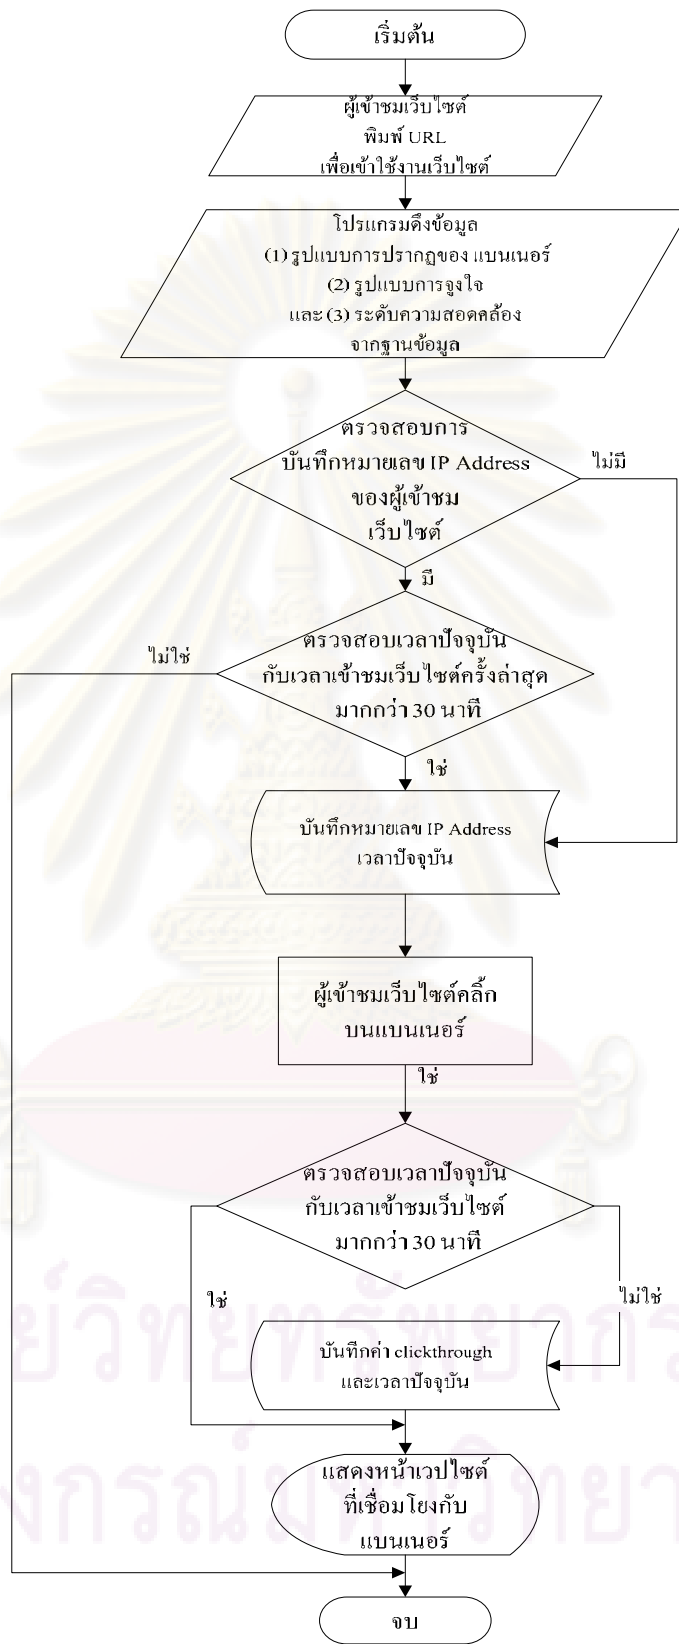 เริ่มต้น
ผู้เข้าชมเว็บไซต์
พิมพ์ URL
เพื่อเข้าใช้งานเว็บไซต์
โปรแกรมดึงข้อมูล
(1) รูปแบบการปรากฏของ แบนเนอร์
(2) รูปแบบการจูงใจ
และ (3) ระดับความสอดคล้อง
จากฐานข้อมูล
ตรวจสอบการ
บันทึกหมายเลข IP Address
ของผู้เข้าชม
เว็บไซต์
ไม่มี
มี
ตรวจสอบเวลาปัจจุบัน
กับเวลาเข้าชมเว็บไซต์ครั้งล่าสุด
มากกว่า 30 นาที
ไม่ใช่
ใช่
บันทึกหมายเลข IP Address
เวลาปัจจุบัน
ผู้เข้าชมเว็บไซต์คลิ้ก
บนแบนเนอร์
ใช่
ตรวจสอบเวลาปัจจุบัน
กับเวลาเข้าชมเว็บไซต์
มากกว่า 30 นาที
ใช่
ไม่ใช่
บันทึกค่า clickthrough
และเวลาปัจจุบัน
แสดงหน้าเวปไซต์
ที่เชื่อมโยงกับ
แบนเนอร์
จบ